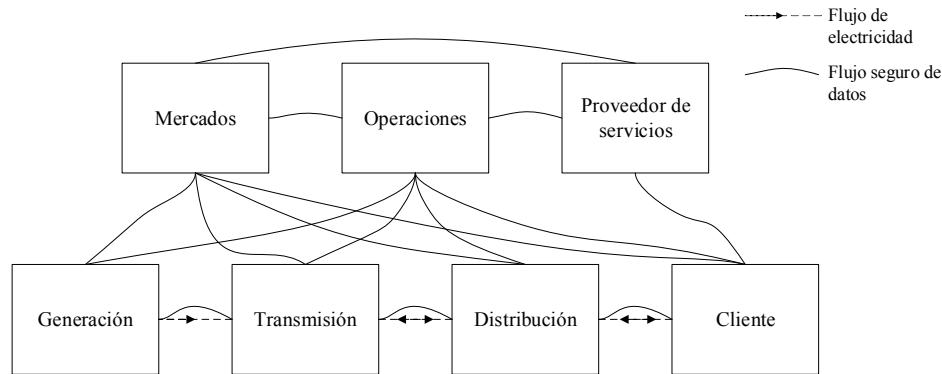 Flujo de
electricidad
Flujo seguro de
datos
Mercados
Operaciones
Proveedor de
servicios
Generación
Transmisión
Distribución
Cliente